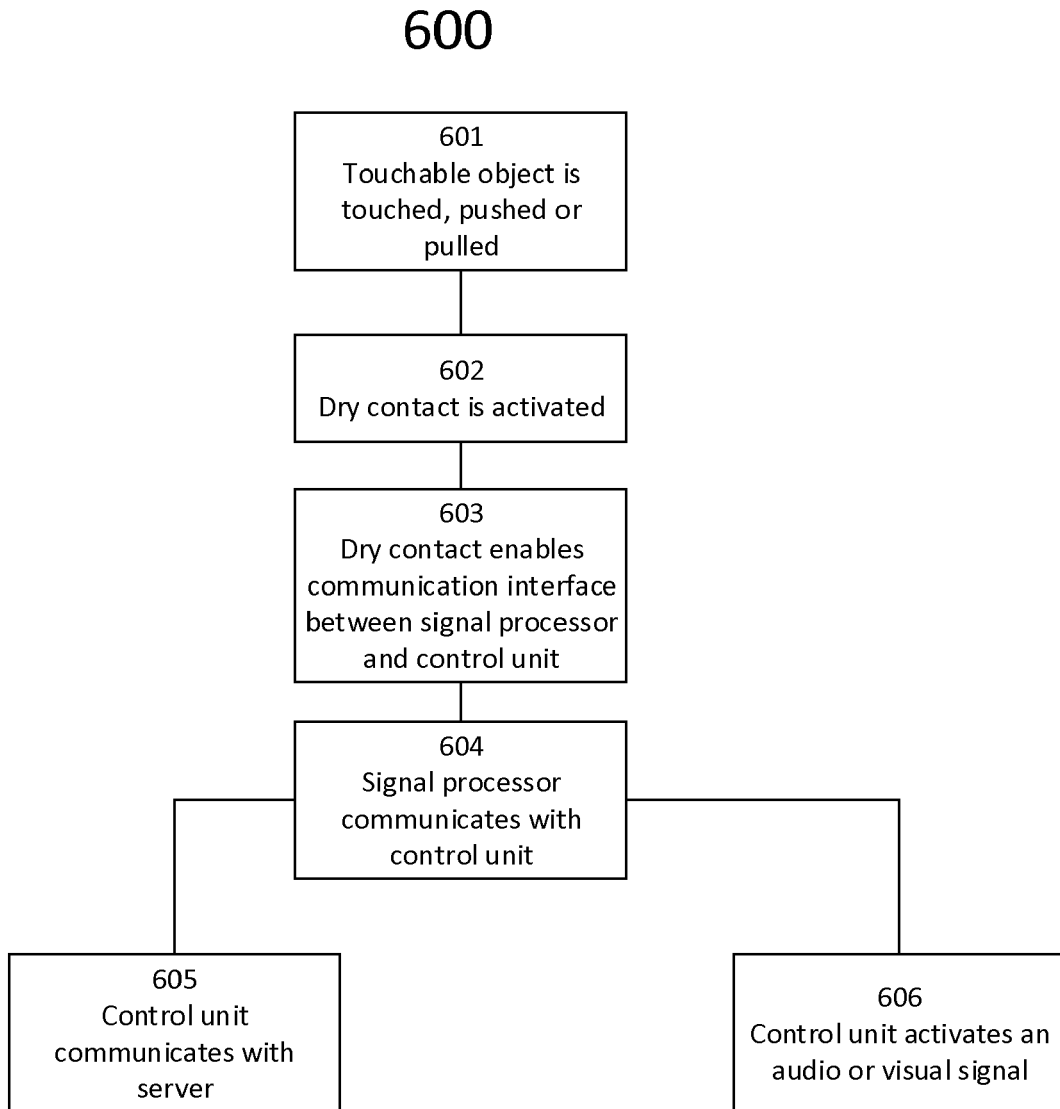 600
601
Touchable object is
touched, pushed or
pulled
602
Dry contact is activated
603
Dry contact enables
communication interface
between signal processor
and control unit
604
Signal processor
communicates with
control unit
605
Control unit
communicates with
server
606
Control unit activates an
audio or visual signal